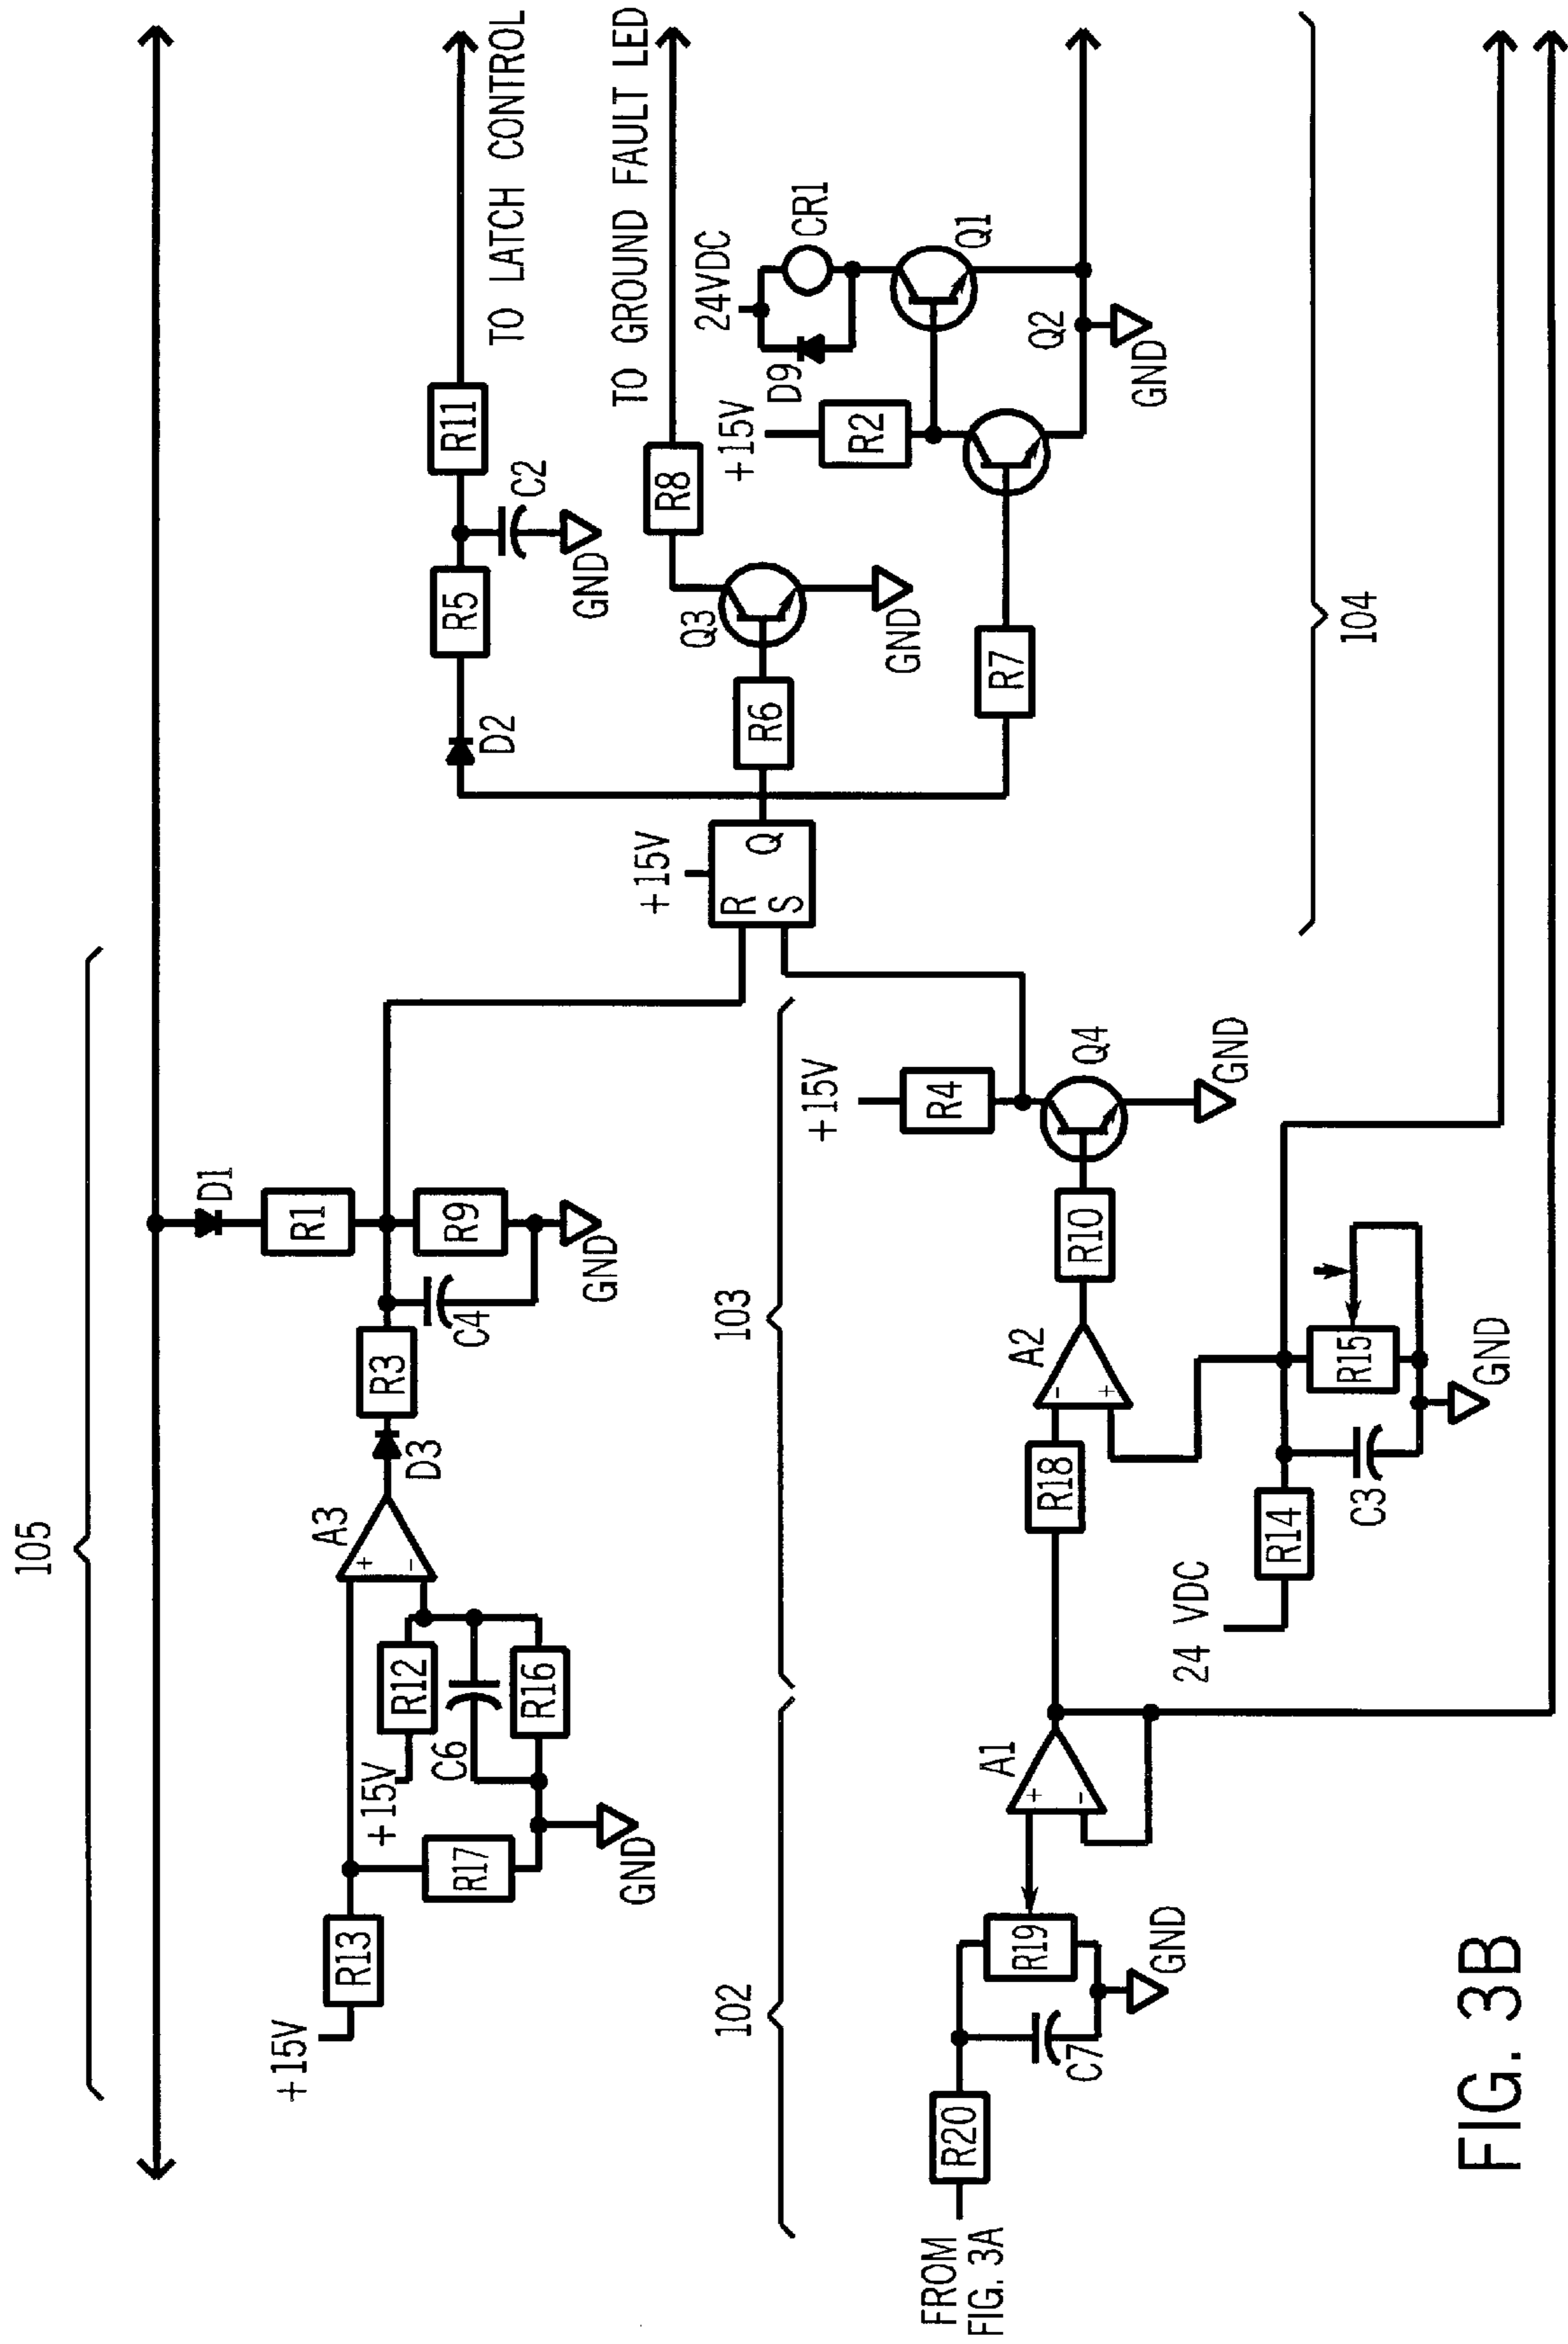 105
103
102
104
+15V
R13
R17
GND
+15V
R12
C6
R16
A3
+
-
D3
R3
C4
R9
GND
R1
D1
+15V
R
S
Q
D2
R5
C2
GND
R11
TO LATCH CONTROL
R6
Q3
GND
R8
TO GROUND FAULT LED
R7
+15V
R2
D9
24VDC
CR1
Q1
Q2
GND
FROM
FIG. 3A
R20
C7
R19
GND
A1
+
-
R18
A2
-
+
R10
+15V
R4
Q4
GND
24 VDC
R14
C3
R15
GND
FIG. 3B